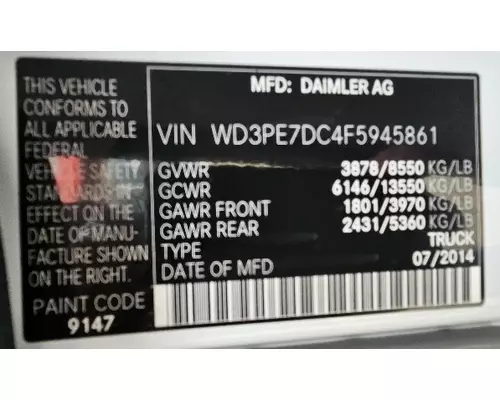 THIS VEHICLE
CONFORMS TO
ALL APPLICABLE
FEDERAL
VEHICLE SAFETY
STANDARDS IN
EFFECT ON THE
DATE OF MANU-
FACTURE SHOWN
ON THE RIGHT.
PAINT CODE
9147
MFD: DAIMLER AG
VIN WD3PE7DC4F5945861
GVWR 3878/8550 KG/LB
GCWR 6146/13550 KG/LB
GAWR FRONT 1801/3970 KG/LB
GAWR REAR 2431/5360 KG/LB
TYPE TRUCK
DATE OF MFD 07/2014